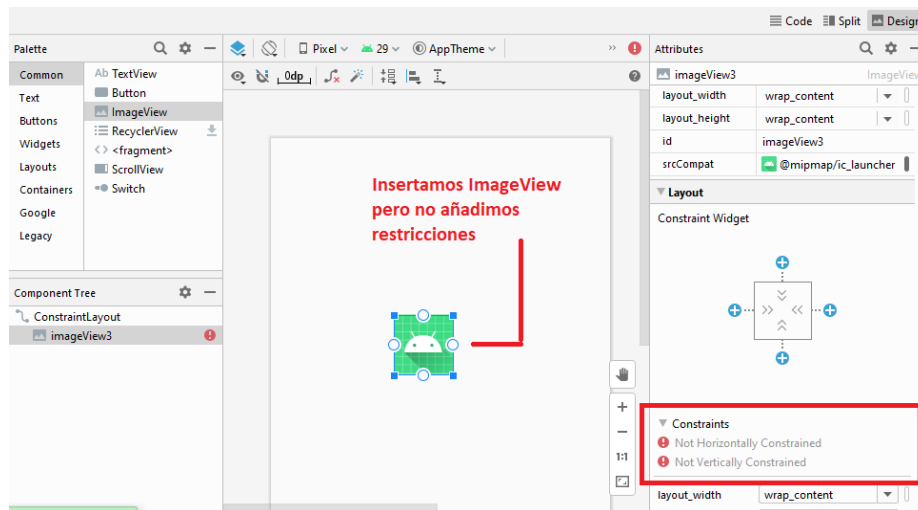 Code Split Design
Palette
Common
Text
Buttons
Widgets
Layouts
Containers
Google
Legacy
Ab TextView
Button
ImageView
RecyclerView
<fragment>
ScrollView
Switch
Component Tree
ConstraintLayout
imageView3
Pixel 29 AppTheme
0dp
Insertamos ImageView
pero no añadimos
restricciones
1:1
Attributes
imageView3 ImageView
layout_width wrap_content
layout_height wrap_content
id imageView3
srcCompat @mipmap/ic_launcher
Layout
Constraint Widget
Constraints
Not Horizontally Constrained
Not Vertically Constrained
layout_width wrap_content